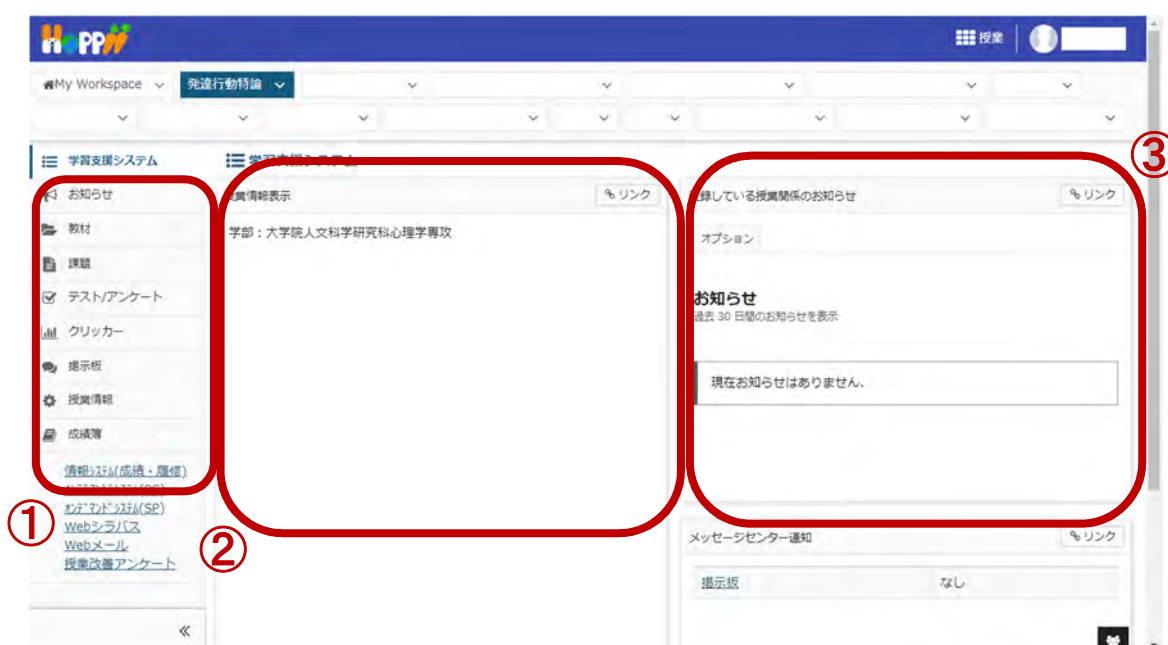 HoPPii
授業
My Workspace
発達行動特論
学習支援システム
お知らせ
教材
課題
テスト/アンケート
クリッカー
掲示板
授業情報
成績簿
情報ｼｽﾃﾑ(成績・履修)
ｵﾝﾃﾞﾏﾝﾄﾞｼｽﾃﾑ(SP)
Webシラバス
Webメール
授業改善アンケート
«
①
学習支援システム
授業情報表示
リンク
学部：大学院人文科学研究科心理学専攻
②
③
登録している授業関係のお知らせ
リンク
オプション
お知らせ
過去 30 日間のお知らせを表示
現在お知らせはありません.
メッセージセンター通知
リンク
掲示板 なし